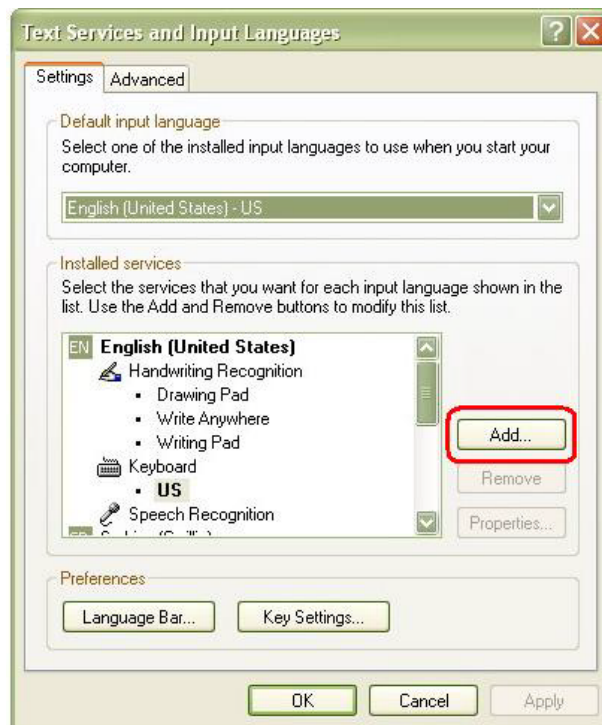 Text Services and Input Languages
Settings
Advanced
Default input language
Select one of the installed input languages to use when you start your
computer.
English (United States) - US
Installed services
Select the services that you want for each input language shown in the
list. Use the Add and Remove buttons to modify this list.
EN English (United States)
Handwriting Recognition
Drawing Pad
Write Anywhere
Writing Pad
Keyboard
US
Speech Recognition
Add...
Remove
Properties...
Preferences
Language Bar...
Key Settings...
OK
Cancel
Apply